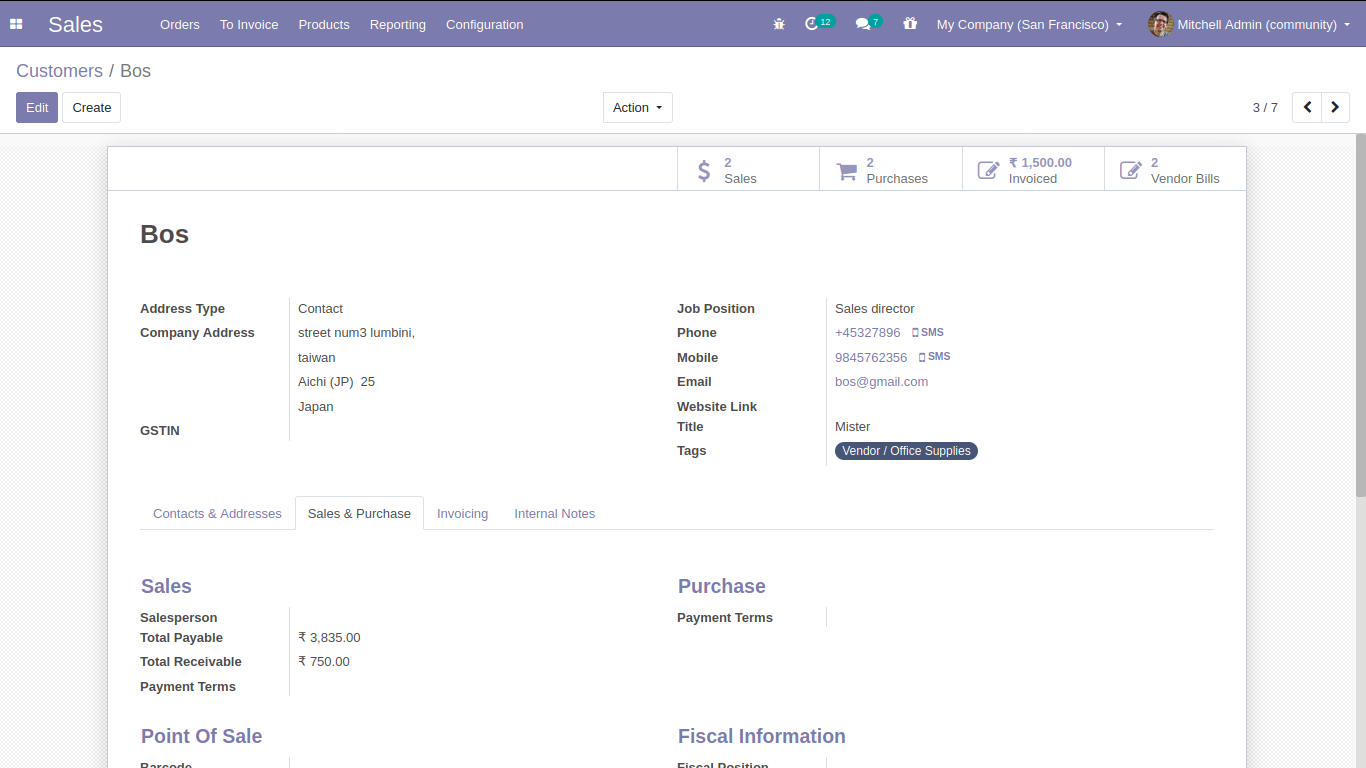 Sales Orders To Invoice Products Reporting Configuration 12 7 My Company (San Francisco) Mitchell Admin (community)
Customers / Bos
Edit Create Action 3 / 7
2 Sales
2 Purchases
₹ 1,500.00 Invoiced
2 Vendor Bills
Bos
Address Type Contact
Company Address street num3 lumbini,
taiwan
Aichi (JP) 25
Japan
GSTIN
Job Position Sales director
Phone +45327896 SMS
Mobile 9845762356 SMS
Email bos@gmail.com
Website Link
Title Mister
Tags Vendor / Office Supplies
Contacts & Addresses Sales & Purchase Invoicing Internal Notes
Sales
Salesperson
Total Payable ₹ 3,835.00
Total Receivable ₹ 750.00
Payment Terms
Purchase
Payment Terms
Point Of Sale
Barcode
Fiscal Information
Fiscal Position